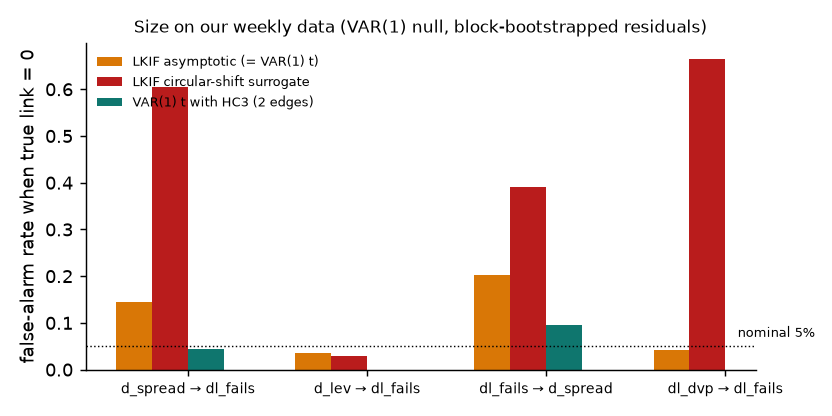 Size on our weekly data (VAR(1) null, block-bootstrapped residuals)
false-alarm rate when true link = 0
0.6
0.5
0.4
0.3
0.2
0.1
0.0
LKIF asymptotic (= VAR(1) t)
LKIF circular-shift surrogate
VAR(1) t with HC3 (2 edges)
nominal 5%
d_spread → dl_fails
d_lev → dl_fails
dl_fails → d_spread
dl_dvp → dl_fails